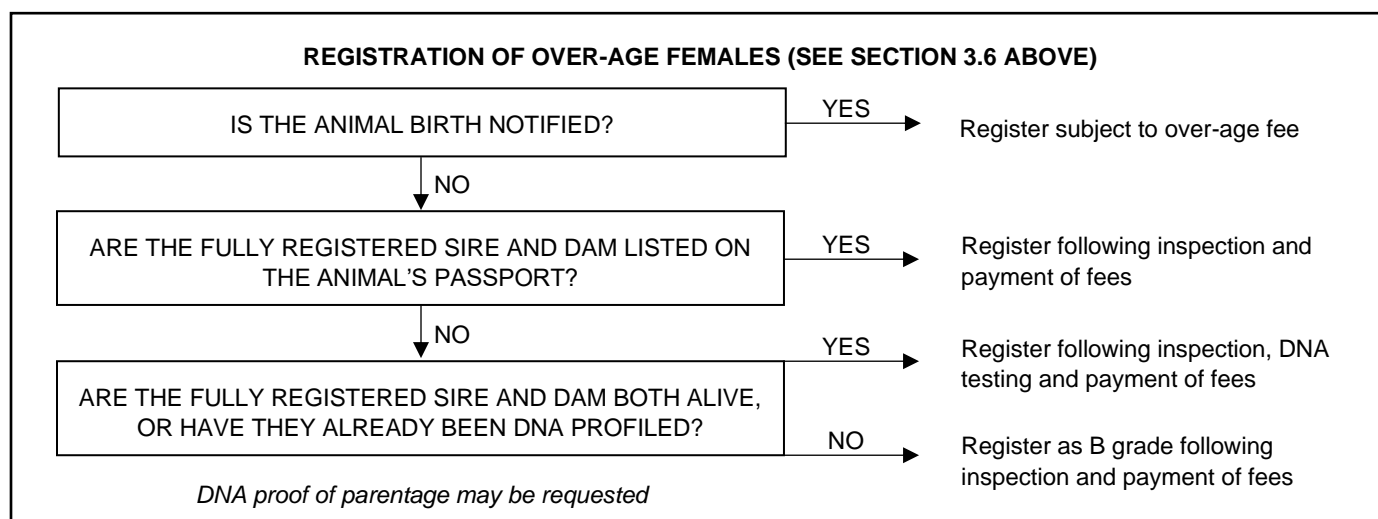 REGISTRATION OF OVER-AGE FEMALES (SEE SECTION 3.6 ABOVE)
IS THE ANIMAL BIRTH NOTIFIED?
YES
Register subject to over-age fee
NO
ARE THE FULLY REGISTERED SIRE AND DAM LISTED ON
THE ANIMAL’S PASSPORT?
YES
Register following inspection and
payment of fees
NO
ARE THE FULLY REGISTERED SIRE AND DAM BOTH ALIVE,
OR HAVE THEY ALREADY BEEN DNA PROFILED?
YES
Register following inspection, DNA
testing and payment of fees
NO
Register as B grade following
inspection and payment of fees
DNA proof of parentage may be requested